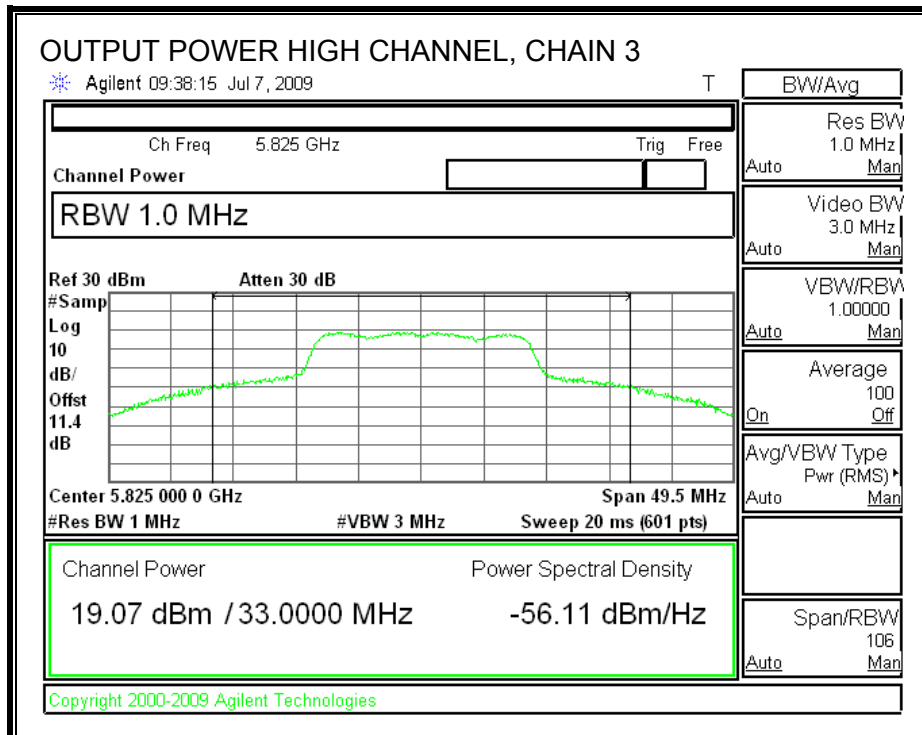 OUTPUT POWER HIGH CHANNEL, CHAIN 3
Agilent 09:38:15 Jul 7, 2009 T
Ch Freq 5.825 GHz Trig Free
Channel Power
RBW 1.0 MHz
Ref 30 dBm Atten 30 dB
#Samp
Log
10
dB/
Offst
11.4
dB
Center 5.825 000 0 GHz Span 49.5 MHz
#Res BW 1 MHz #VBW 3 MHz Sweep 20 ms (601 pts)
Channel Power Power Spectral Density
19.07 dBm / 33.0000 MHz -56.11 dBm/Hz
Copyright 2000-2009 Agilent Technologies
BW/Avg
Res BW
1.0 MHz
Auto Man
Video BW
3.0 MHz
Auto Man
VBW/RBW
1.00000
Auto Man
Average
100
On Off
Avg/VBW Type
Pwr (RMS)
Auto Man
Span/RBW
106
Auto Man